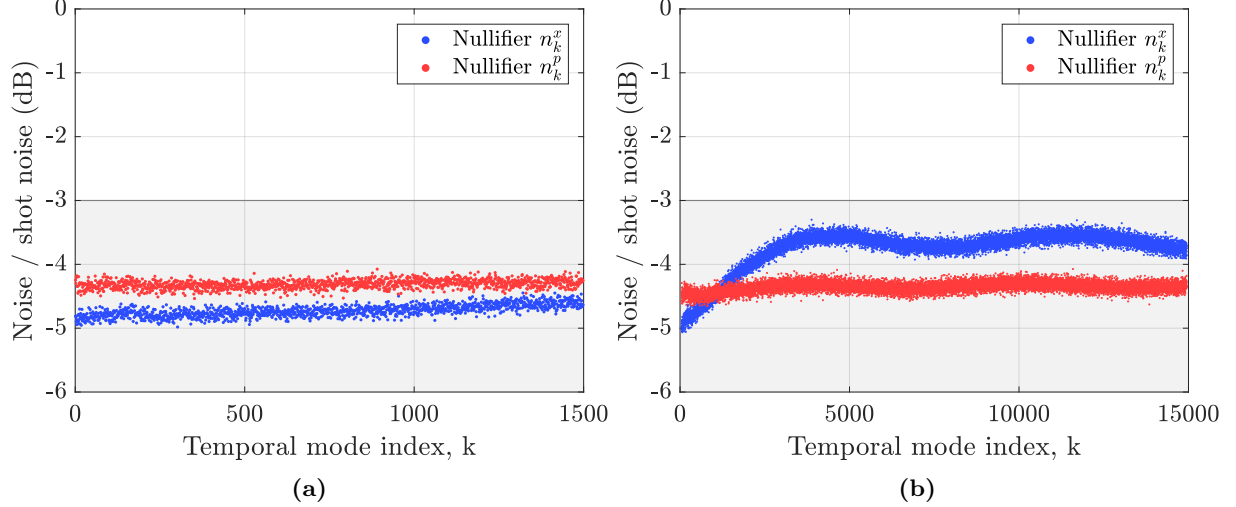 Noise / shot noise (dB)
0
-1
-2
-3
-4
-5
-6
Nullifier n_k^x
Nullifier n_k^p
0
500
1000
1500
Temporal mode index, k
(a)
Noise / shot noise (dB)
0
-1
-2
-3
-4
-5
-6
Nullifier n_k^x
Nullifier n_k^p
0
5000
10000
15000
Temporal mode index, k
(b)